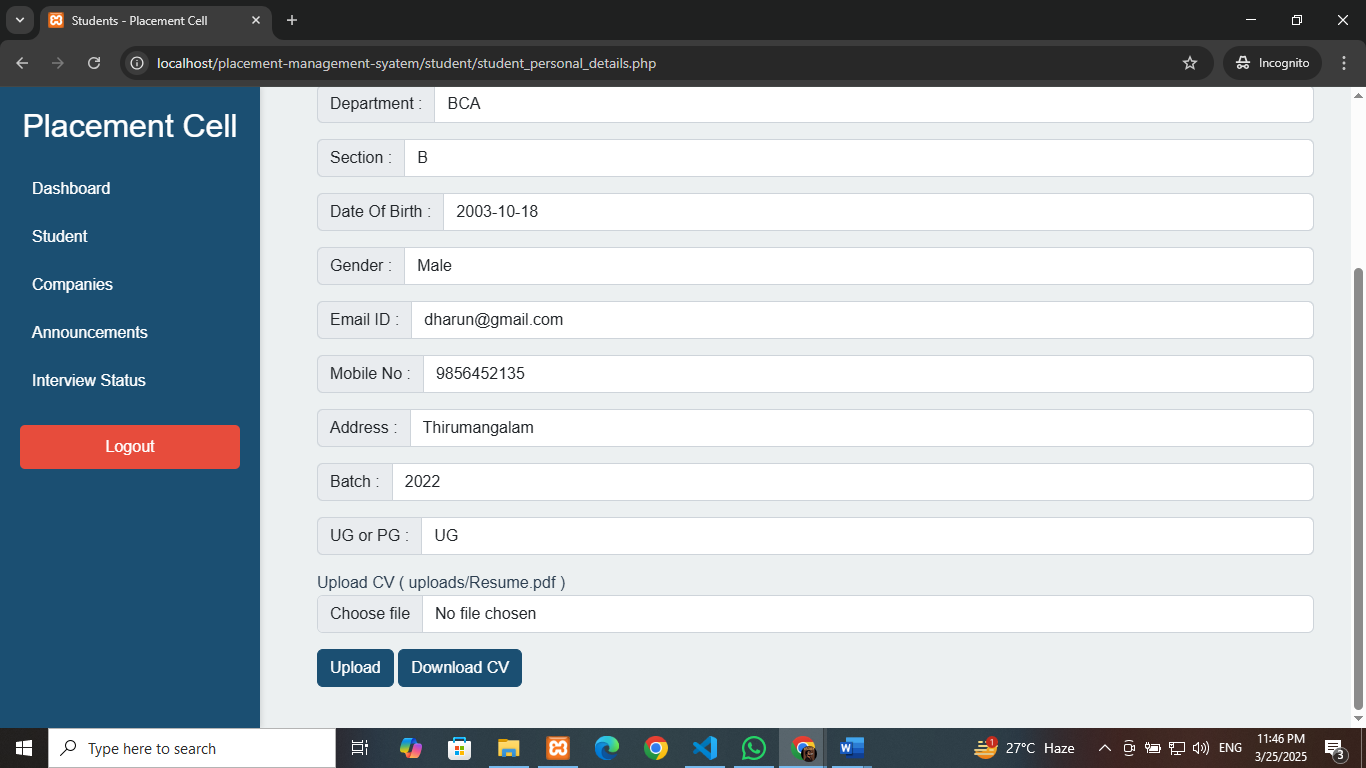 Students - Placement Cell
localhost/placement-management-syatem/student/student_personal_details.php
Incognito
Placement Cell
Dashboard
Student
Companies
Announcements
Interview Status
Logout
Department : BCA
Section : B
Date Of Birth : 2003-10-18
Gender : Male
Email ID : dharun@gmail.com
Mobile No : 9856452135
Address : Thirumangalam
Batch : 2022
UG or PG : UG
Upload CV ( uploads/Resume.pdf )
Choose file No file chosen
Upload Download CV
Type here to search
1
27°C Haze
ENG
11:46 PM
3/25/2025
3